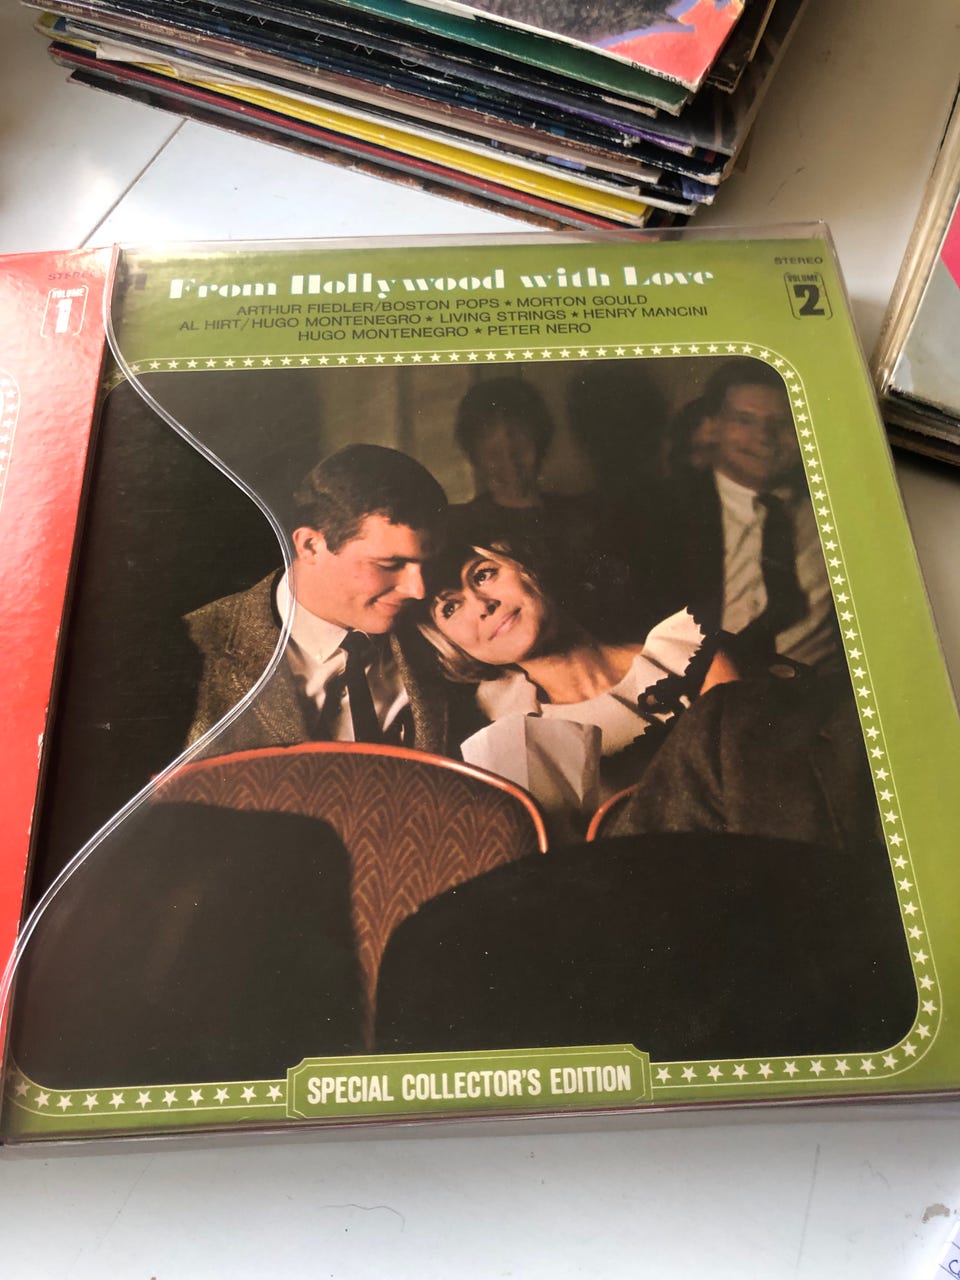 STEREO
VOLUME
1
From Hollywood with Love
STEREO
VOLUME
2
ARTHUR FIEDLER/BOSTON POPS ★ MORTON GOULD
AL HIRT/HUGO MONTENEGRO ★ LIVING STRINGS ★ HENRY MANCINI
HUGO MONTENEGRO ★ PETER NERO
SPECIAL COLLECTOR'S EDITION